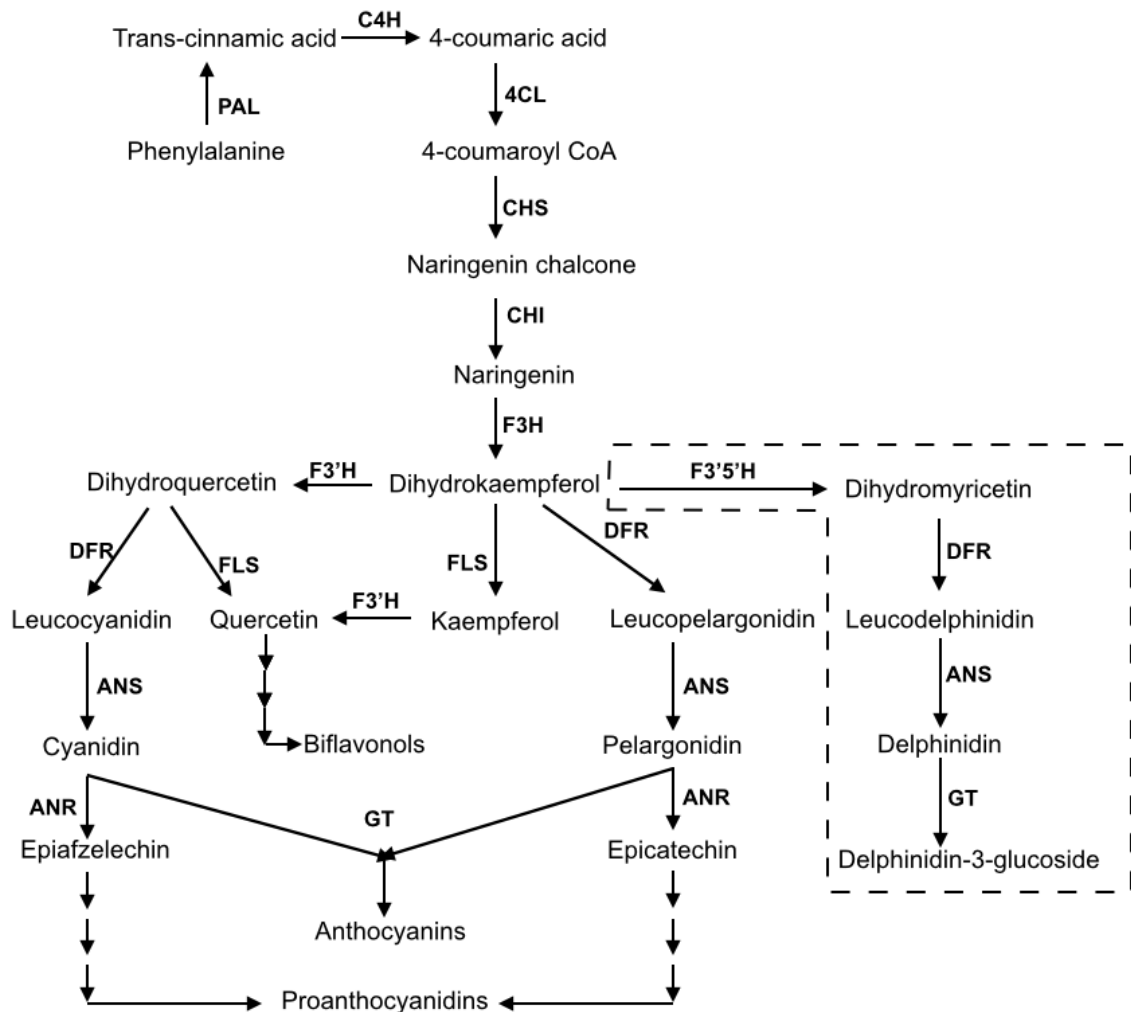 C4H
Trans-cinnamic acid
4-coumaric acid
PAL
4CL
Phenylalanine
4-coumaroyl CoA
CHS
Naringenin chalcone
CHI
Naringenin
F3H
Dihydroquercetin
F3’H
Dihydrokaempferol
F3’5’H
Dihydromyricetin
DFR
FLS
FLS
DFR
DFR
Leucocyanidin
Quercetin
F3’H
Kaempferol
Leucopelargonidin
Leucodelphinidin
ANS
ANS
ANS
Cyanidin
Biflavonols
Pelargonidin
Delphinidin
ANR
GT
ANR
GT
Epiafzelechin
Epicatechin
Delphinidin-3-glucoside
Anthocyanins
Proanthocyanidins